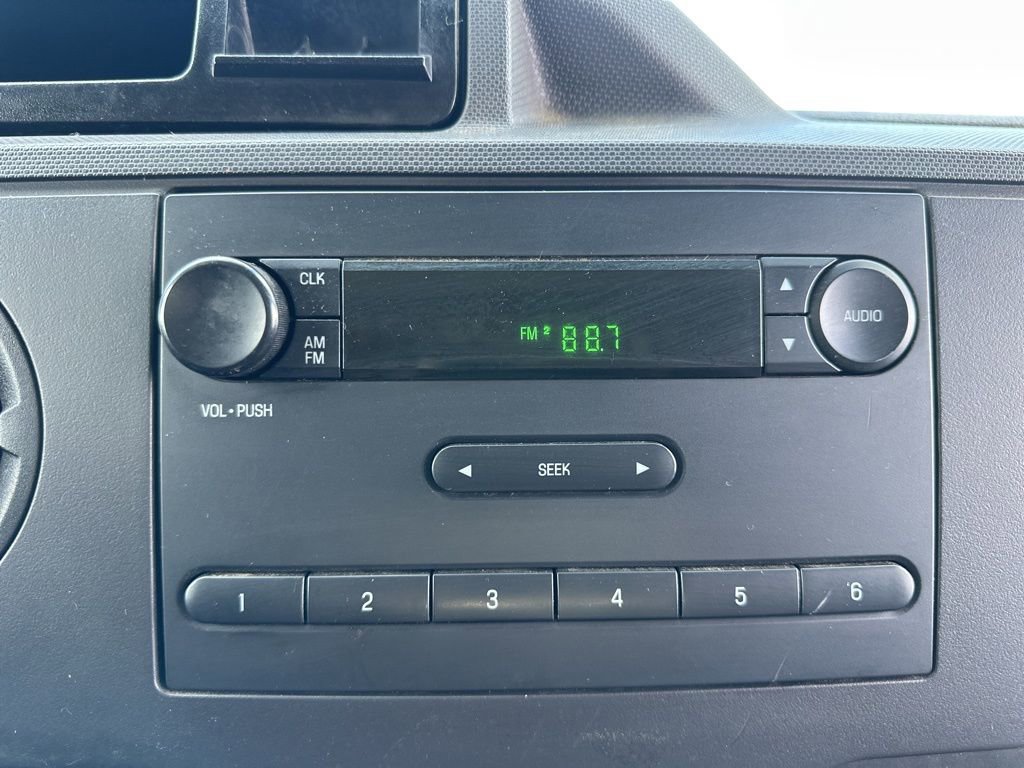 CLK
AM
FM
FM 2 88.7
AUDIO
VOL•PUSH
SEEK
1 2 3 4 5 6